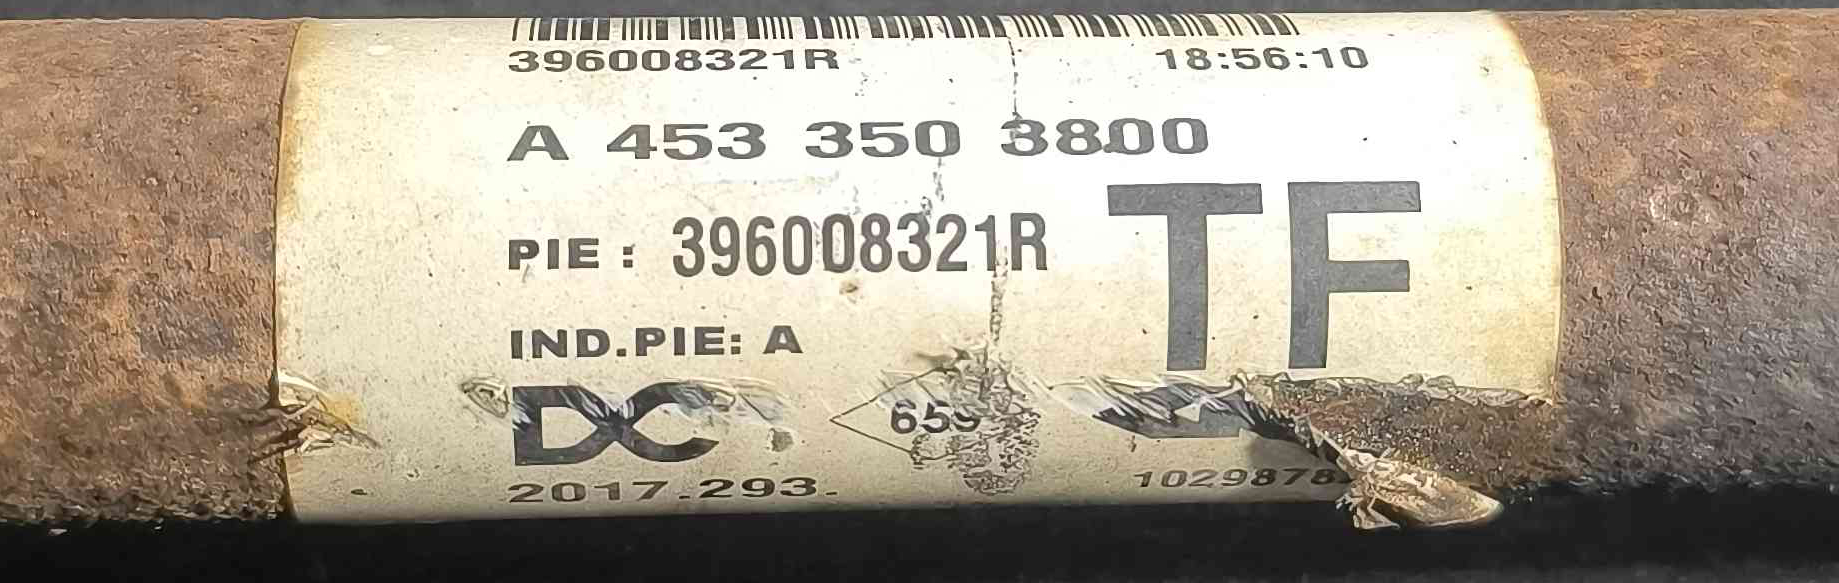 396008321R 18:56:10
A 453 350 3800
PIE : 396008321R
TF
IND.PIE: A
DC
2017.293.